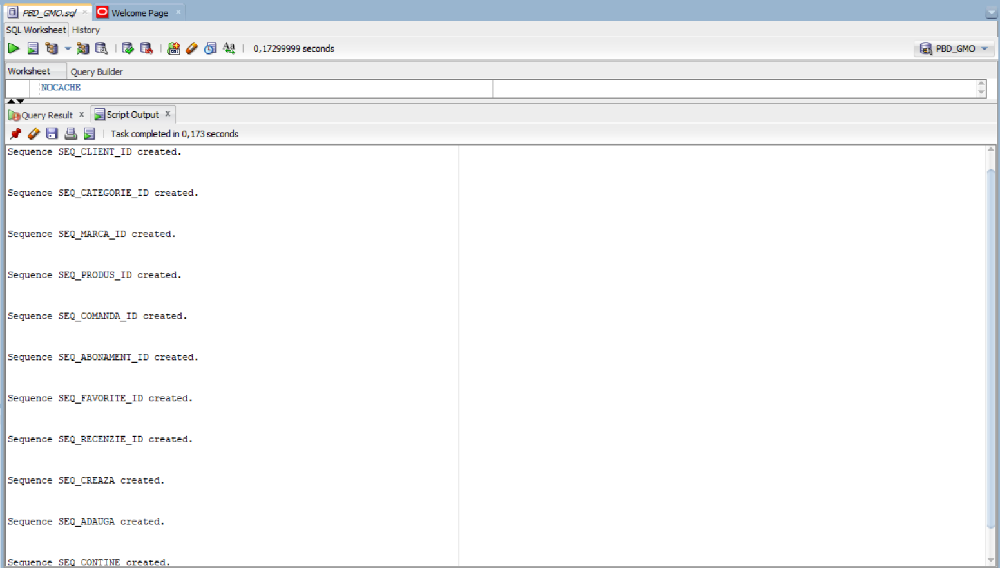 PBD_GMO.sql
Welcome Page
SQL Worksheet History
0,17299999 seconds
PBD_GMO
Worksheet Query Builder
NOCACHE
Query Result x Script Output x
Task completed in 0,173 seconds
Sequence SEQ_CLIENT_ID created.
Sequence SEQ_CATEGORIE_ID created.
Sequence SEQ_MARCA_ID created.
Sequence SEQ_PRODUS_ID created.
Sequence SEQ_COMANDA_ID created.
Sequence SEQ_ABONAMENT_ID created.
Sequence SEQ_FAVORITE_ID created.
Sequence SEQ_RECENZIE_ID created.
Sequence SEQ_CREAZA created.
Sequence SEQ_ADAUGA created.
Sequence SEQ_CONTINE created.